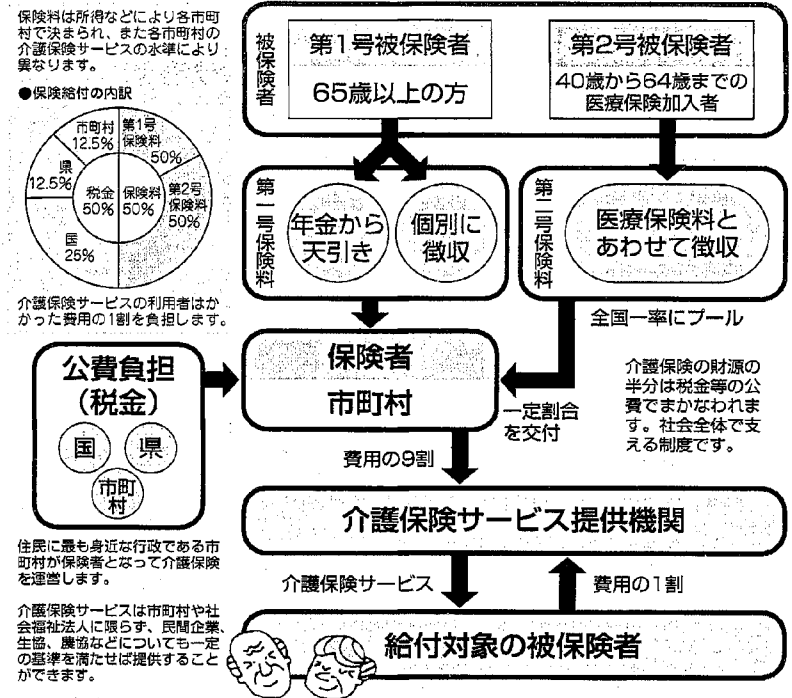 保険料は所得などにより各市町
村で決まられ、また各市町村の
介護保険サービスの水準により
異なります。
●保険給付の内訳
市町村
12.5%
第1号
保険料
50%
県
12.5%
税金
50%
保険料
50%
第2号
保険料
50%
国
25%
介護保険サービスの利用者はか
かった費用の1割を負担します。
被保険者
第1号被保険者
65歳以上の方
第2号被保険者
40歳から64歳までの
医療保険加入者
第一号保険料
年金から
天引き
個別に
徴収
第二号保険料
医療保険料と
あわせて徴収
全国一率にプール
公費負担
（税金）
国
県
市町
村
保険者
市町村
一定割合
を交付
介護保険の財源の
半分は税金等の公
費でまかなわれま
す。社会全体で支
える制度です。
費用の9割
介護保険サービス提供機関
住民に最も身近な行政である市
町村が保険者となって介護保険
を運営します。
介護保険サービス
費用の1割
介護保険サービスは市町村や社
会福祉法人に限らず、民間企業、
生協、農協などについても一定
の基準を満たせば提供すること
ができます。
給付対象の被保険者